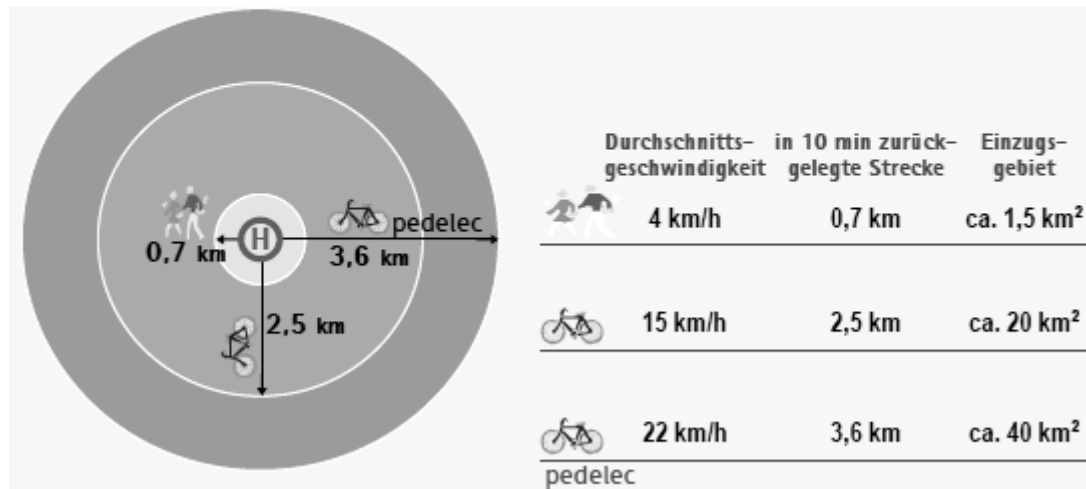 H
pedelec
0,7 km
3,6 km
2,5 km
Durchschnitts-
geschwindigkeit
in 10 min zurück-
gelegte Strecke
Einzugs-
gebiet
4 km/h 0,7 km ca. 1,5 km²
15 km/h 2,5 km ca. 20 km²
22 km/h 3,6 km ca. 40 km²
pedelec